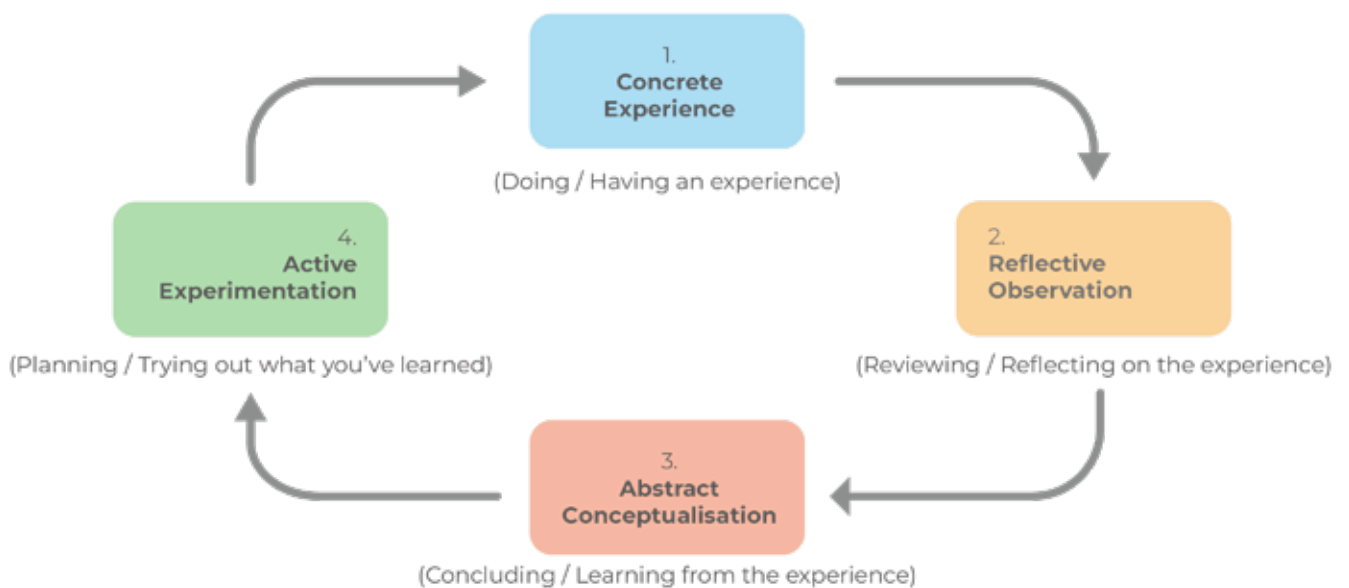 1.
Concrete
Experience
(Doing / Having an experience)
2.
Reflective
Observation
(Reviewing / Reflecting on the experience)
3.
Abstract
Conceptualisation
(Concluding / Learning from the experience)
4.
Active
Experimentation
(Planning / Trying out what you've learned)